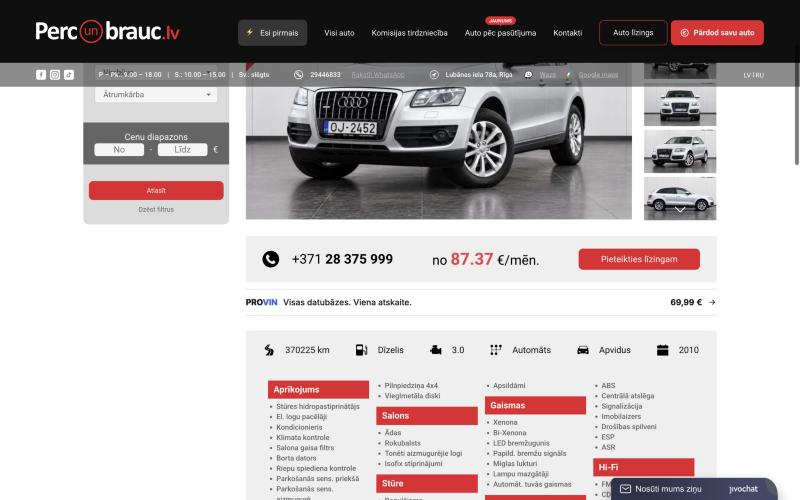 Perc un brauc.lv
Esi pirmais
Visi auto
Komisijas tirdzniecība
JAUNUMS
Auto pēc pasūtījuma
Kontakti
Auto līzings
Pārdod savu auto
P - Pk.: 9.00 – 18.00 | S.: 10.00 – 15.00 | Sv.: slēgts
29446833 Rakstīt WhatsApp
Lubānas iela 78a, Rīga
Waze
Google maps
LV | RU
Ātrumkārba
Cenu diapazons
No - Līdz €
Atlasīt
Dzēst filtrus
OJ-2452
+371 28 375 999
no 87.37 €/mēn.
Pieteikties līzingam
PROVIN Visas datubāzes. Viena atskaite.
69,99 € →
370225 km
Dīzelis
3.0
Automāts
Apvidus
2010
Aprīkojums
• Stūres hidropastiprinātājs
• El. logu pacēlāji
• Kondicionieris
• Klimata kontrole
• Salona gaisa filtrs
• Borta dators
• Riepu spiediena kontrole
• Parkošanās sens. priekšā
• Parkošanās sens.
aizmugurē
• Pilnpiedziņa 4x4
• Vieglmetāla diski
Salons
• Ādas
• Rokubalsts
• Tonēti aizmugurējie logi
• Isofix stiprinājumi
Stūre
• Regulējama
• Apsildāmi
Gaismas
• Xenona
• Bi-Xenona
• LED bremžugunis
• Papild. bremžu signāls
• Miglas lukturi
• Lampu mazgātāji
• Automāt. tuvās gaismas
• ABS
• Centrālā atslēga
• Signalizācija
• Imobilaizers
• Drošības spilveni
• ESP
• ASR
Hi-Fi
• FM
• CD
Nosūti mums ziņu
jivochat